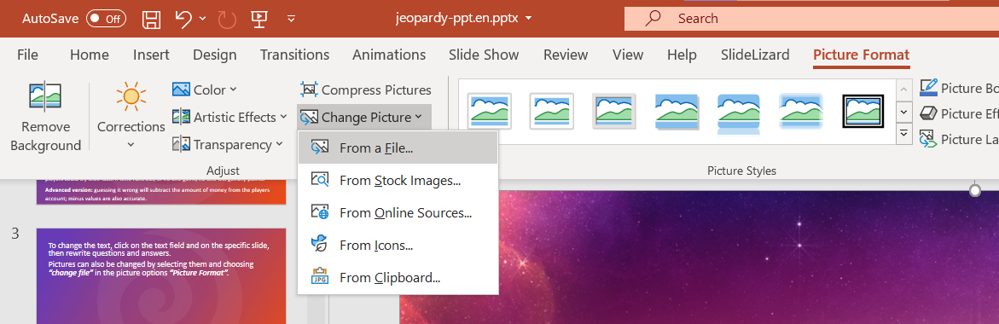 AutoSave Off jeopardy-ppt.en.pptx Search
File Home Insert Design Transitions Animations Slide Show Review View Help SlideLizard Picture Format
Remove Background
Corrections
Color
Artistic Effects
Transparency
Compress Pictures
Change Picture
Adjust
Picture Styles
Picture
Picture
Picture
From a File...
From Stock Images...
From Online Sources...
From Icons...
From Clipboard...
JPG
Advanced version: guessing it wrong will subtract the amount of money from the players
account; minus values are also accurate.
3
To change the text, click on the text field and on the specific slide,
then rewrite questions and answers.
Pictures can also be changed by selecting them and choosing
"change file" in the picture options "Picture Format".